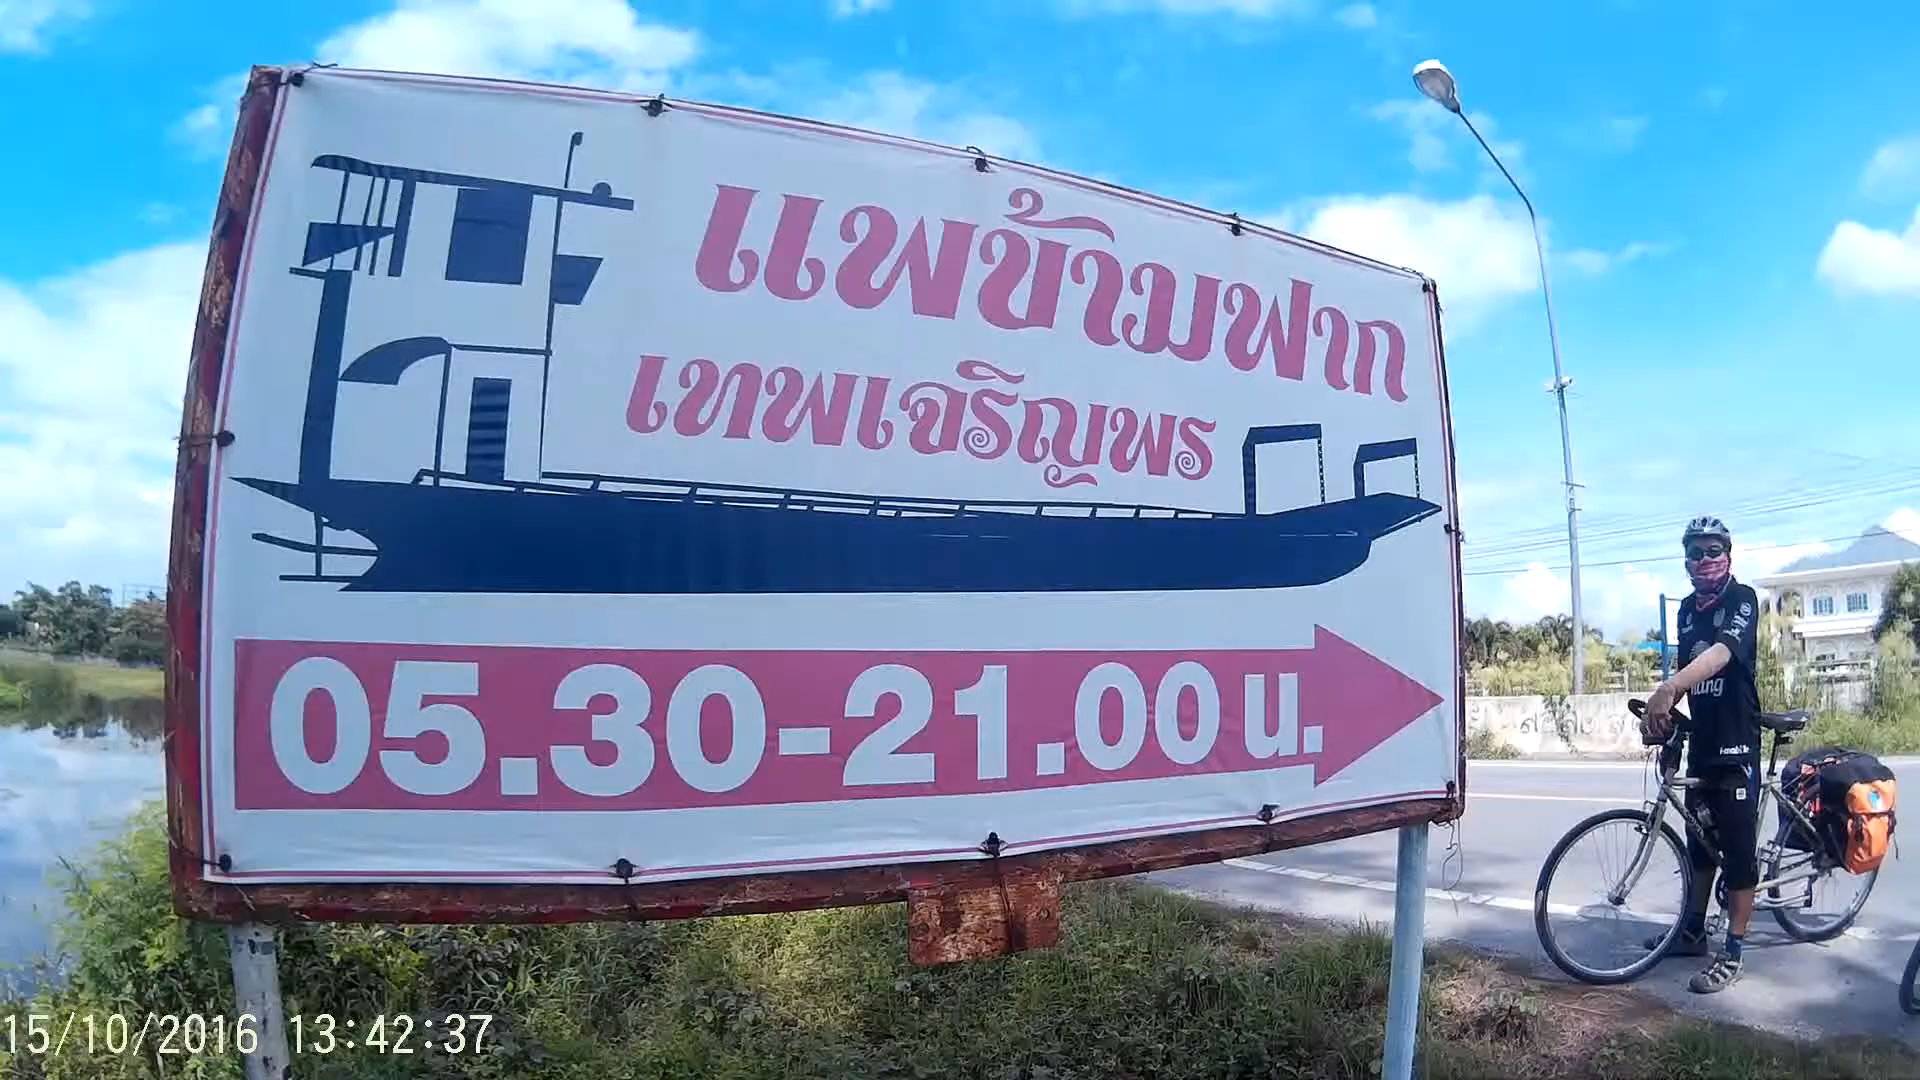 แพข้ามฟาก
เทพเจริญพร
05.30-21.00 น.
15/10/2016 13:42:37